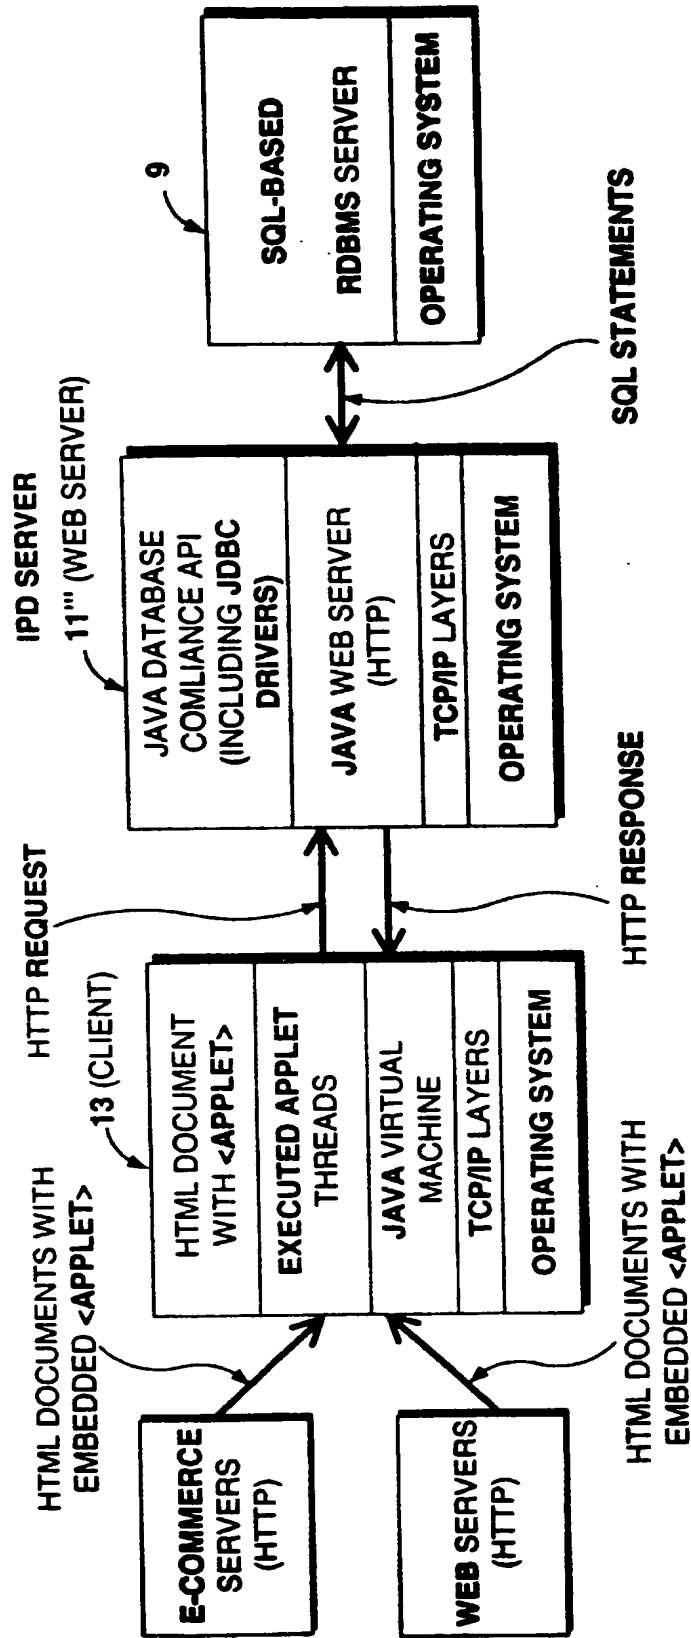 HTML DOCUMENTS WITH
EMBEDDED <APPLET>
E-COMMERCE
SERVERS
(HTTP)
WEB SERVERS
(HTTP)
HTML DOCUMENTS WITH
EMBEDDED <APPLET>
13 (CLIENT)
HTML DOCUMENT
WITH <APPLET>
EXECUTED APPLET
THREADS
JAVA VIRTUAL
MACHINE
TCP/IP LAYERS
OPERATING SYSTEM
HTTP REQUEST
HTTP RESPONSE
IPD SERVER
11''' (WEB SERVER)
JAVA DATABASE
COMLIANCE API
(INCLUDING JDBC
DRIVERS)
JAVA WEB SERVER
(HTTP)
TCP/IP LAYERS
OPERATING SYSTEM
SQL STATEMENTS
9
SQL-BASED
RDBMS SERVER
OPERATING SYSTEM